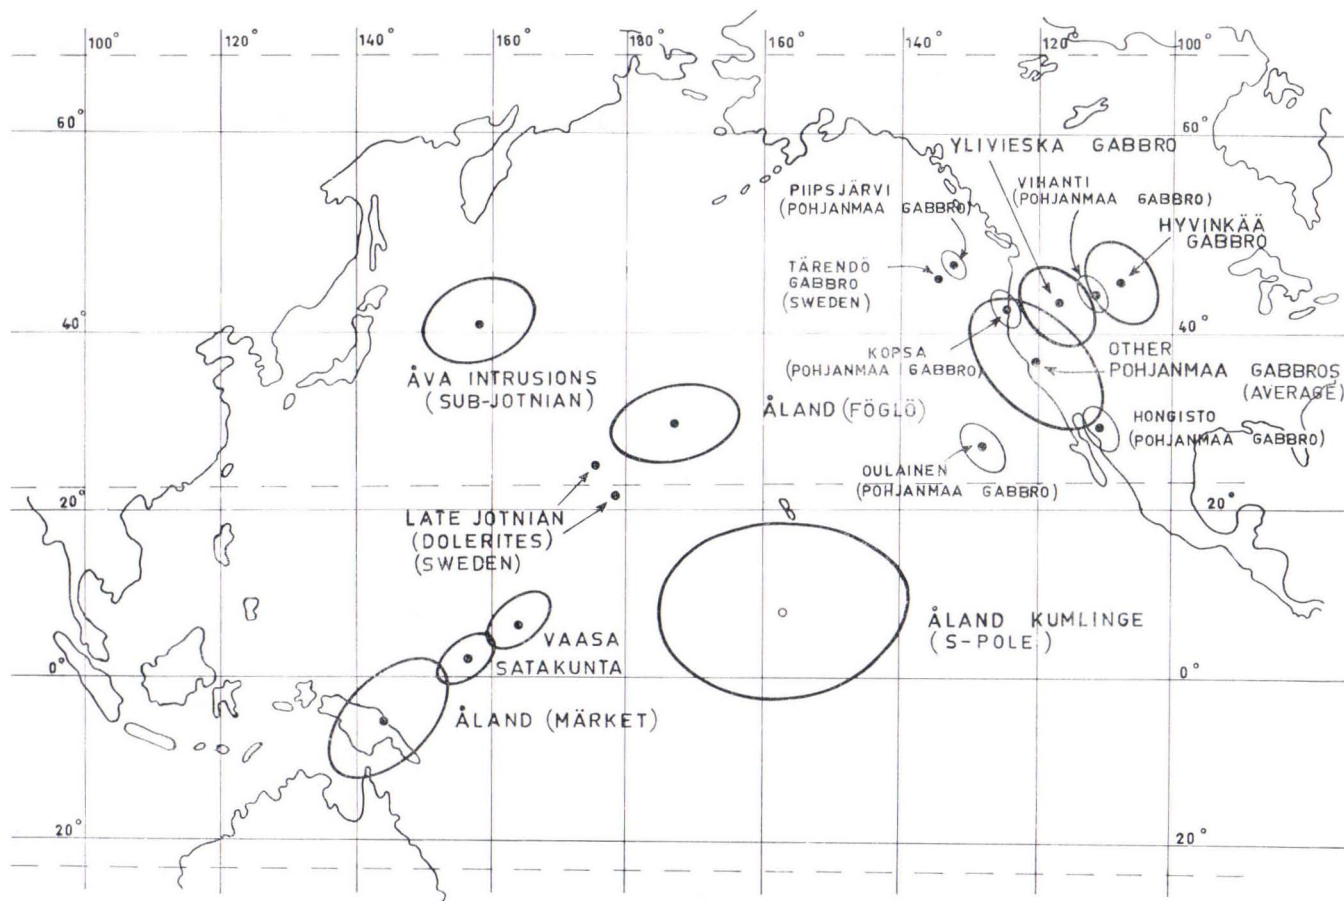 100° 120° 140° 160° 180° 160° 140° 120° 100°
60° 60°
YLIVIESKA GABBRO
PIIPSJÄRVI
(POHJANMAA GABBRO)
VIHANTI
(POHJANMAA GABBRO)
HYVINKÄÄ
GABBRO
TÄRENDÖ
GABBRO
(SWEDEN)
40° 40°
KOPSA
(POHJANMAA GABBRO)
OTHER
POHJANMAA GABBROS
(AVERAGE)
ÅVA INTRUSIONS
(SUB-JOTNIAN)
ÅLAND (FÖGLÖ)
HONGISTO
(POHJANMAA GABBRO)
OULAINEN
(POHJANMAA GABBRO)
20° 20°
LATE JOTNIAN
(DOLERITES)
(SWEDEN)
ÅLAND KUMLINGE
(S-POLE)
VAASA
SATAKUNTA
0° 0°
ÅLAND (MÄRKET)
20° 20°